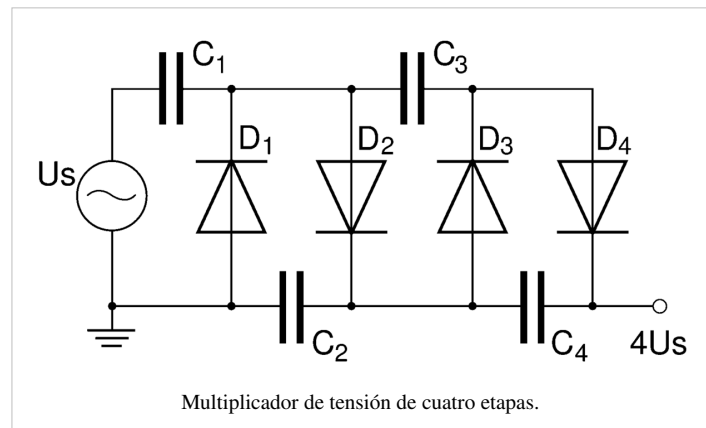 C₁
C₃
D₁
D₂
D₃
D₄
Us
C₂
C₄
4Us
Multiplicador de tensión de cuatro etapas.